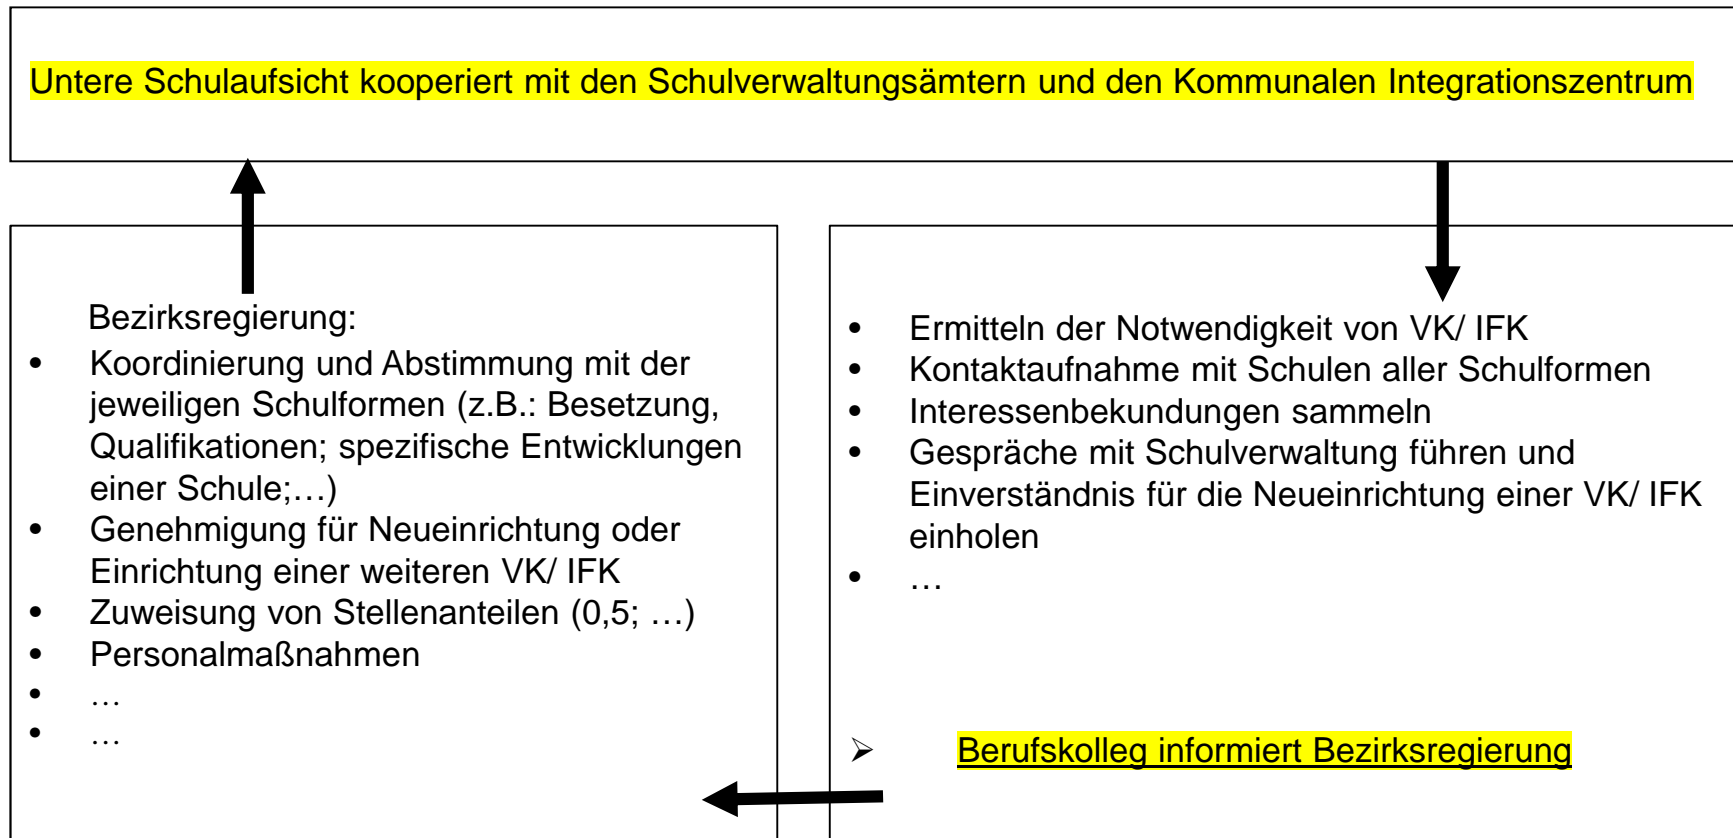 Untere Schulaufsicht kooperiert mit den Schulverwaltungsämtern und den Kommunalen Integrationszentrum
Bezirksregierung:
• Koordinierung und Abstimmung mit der
jeweiligen Schulformen (z.B.: Besetzung,
Qualifikationen; spezifische Entwicklungen
einer Schule;…)
• Genehmigung für Neueinrichtung oder
Einrichtung einer weiteren VK/ IFK
• Zuweisung von Stellenanteilen (0,5; …)
• Personalmaßnahmen
• …
• …
• Ermitteln der Notwendigkeit von VK/ IFK
• Kontaktaufnahme mit Schulen aller Schulformen
• Interessenbekundungen sammeln
• Gespräche mit Schulverwaltung führen und
Einverständnis für die Neueinrichtung einer VK/ IFK
einholen
• …
➢ Berufskolleg informiert Bezirksregierung